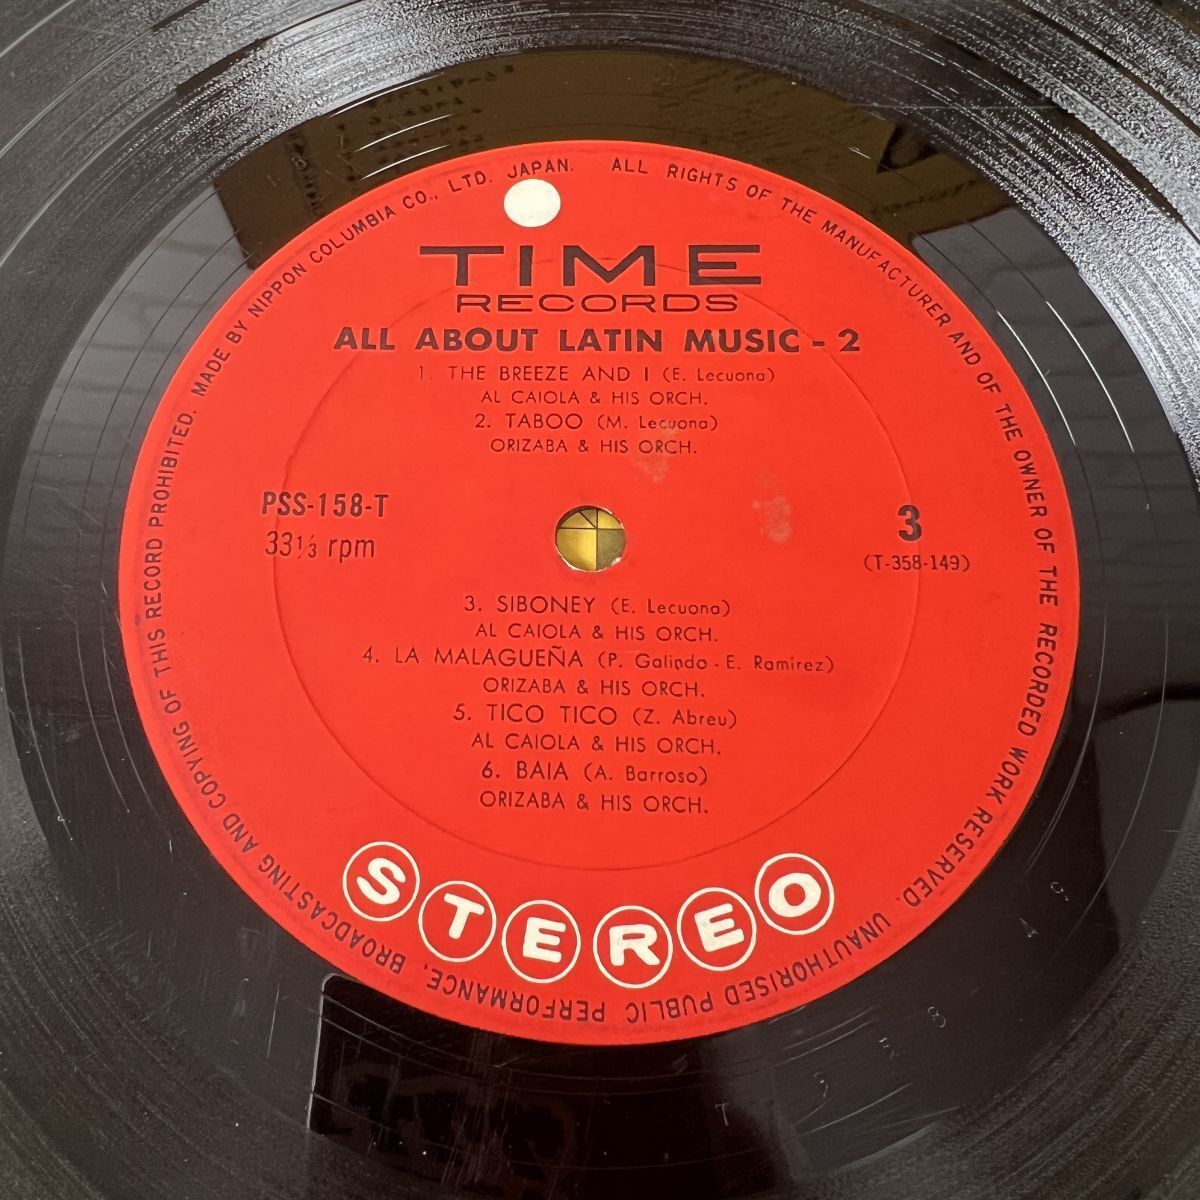 MADE BY NIPPON COLUMBIA CO., LTD. JAPAN. ALL RIGHTS OF THE MANUFACTURER AND OF THE OWNER OF THE RECORDED WORK RESERVED. UNAUTHORISED PUBLIC PERFORMANCE, BROADCASTING AND COPYING OF THIS RECORD PROHIBITED.
TIME
RECORDS
ALL ABOUT LATIN MUSIC - 2
1. THE BREEZE AND I (E. Lecuona)
AL CAIOLA & HIS ORCH.
2. TABOO (M. Lecuona)
ORIZABA & HIS ORCH.
PSS-158-T
33⅓ rpm
3
(T-358-149)
3. SIBONEY (E. Lecuona)
AL CAIOLA & HIS ORCH.
4. LA MALAGUEÑA (P. Galindo - E. Ramirez)
ORIZABA & HIS ORCH.
5. TICO TICO (Z. Abreu)
AL CAIOLA & HIS ORCH.
6. BAIA (A. Barroso)
ORIZABA & HIS ORCH.
STEREO